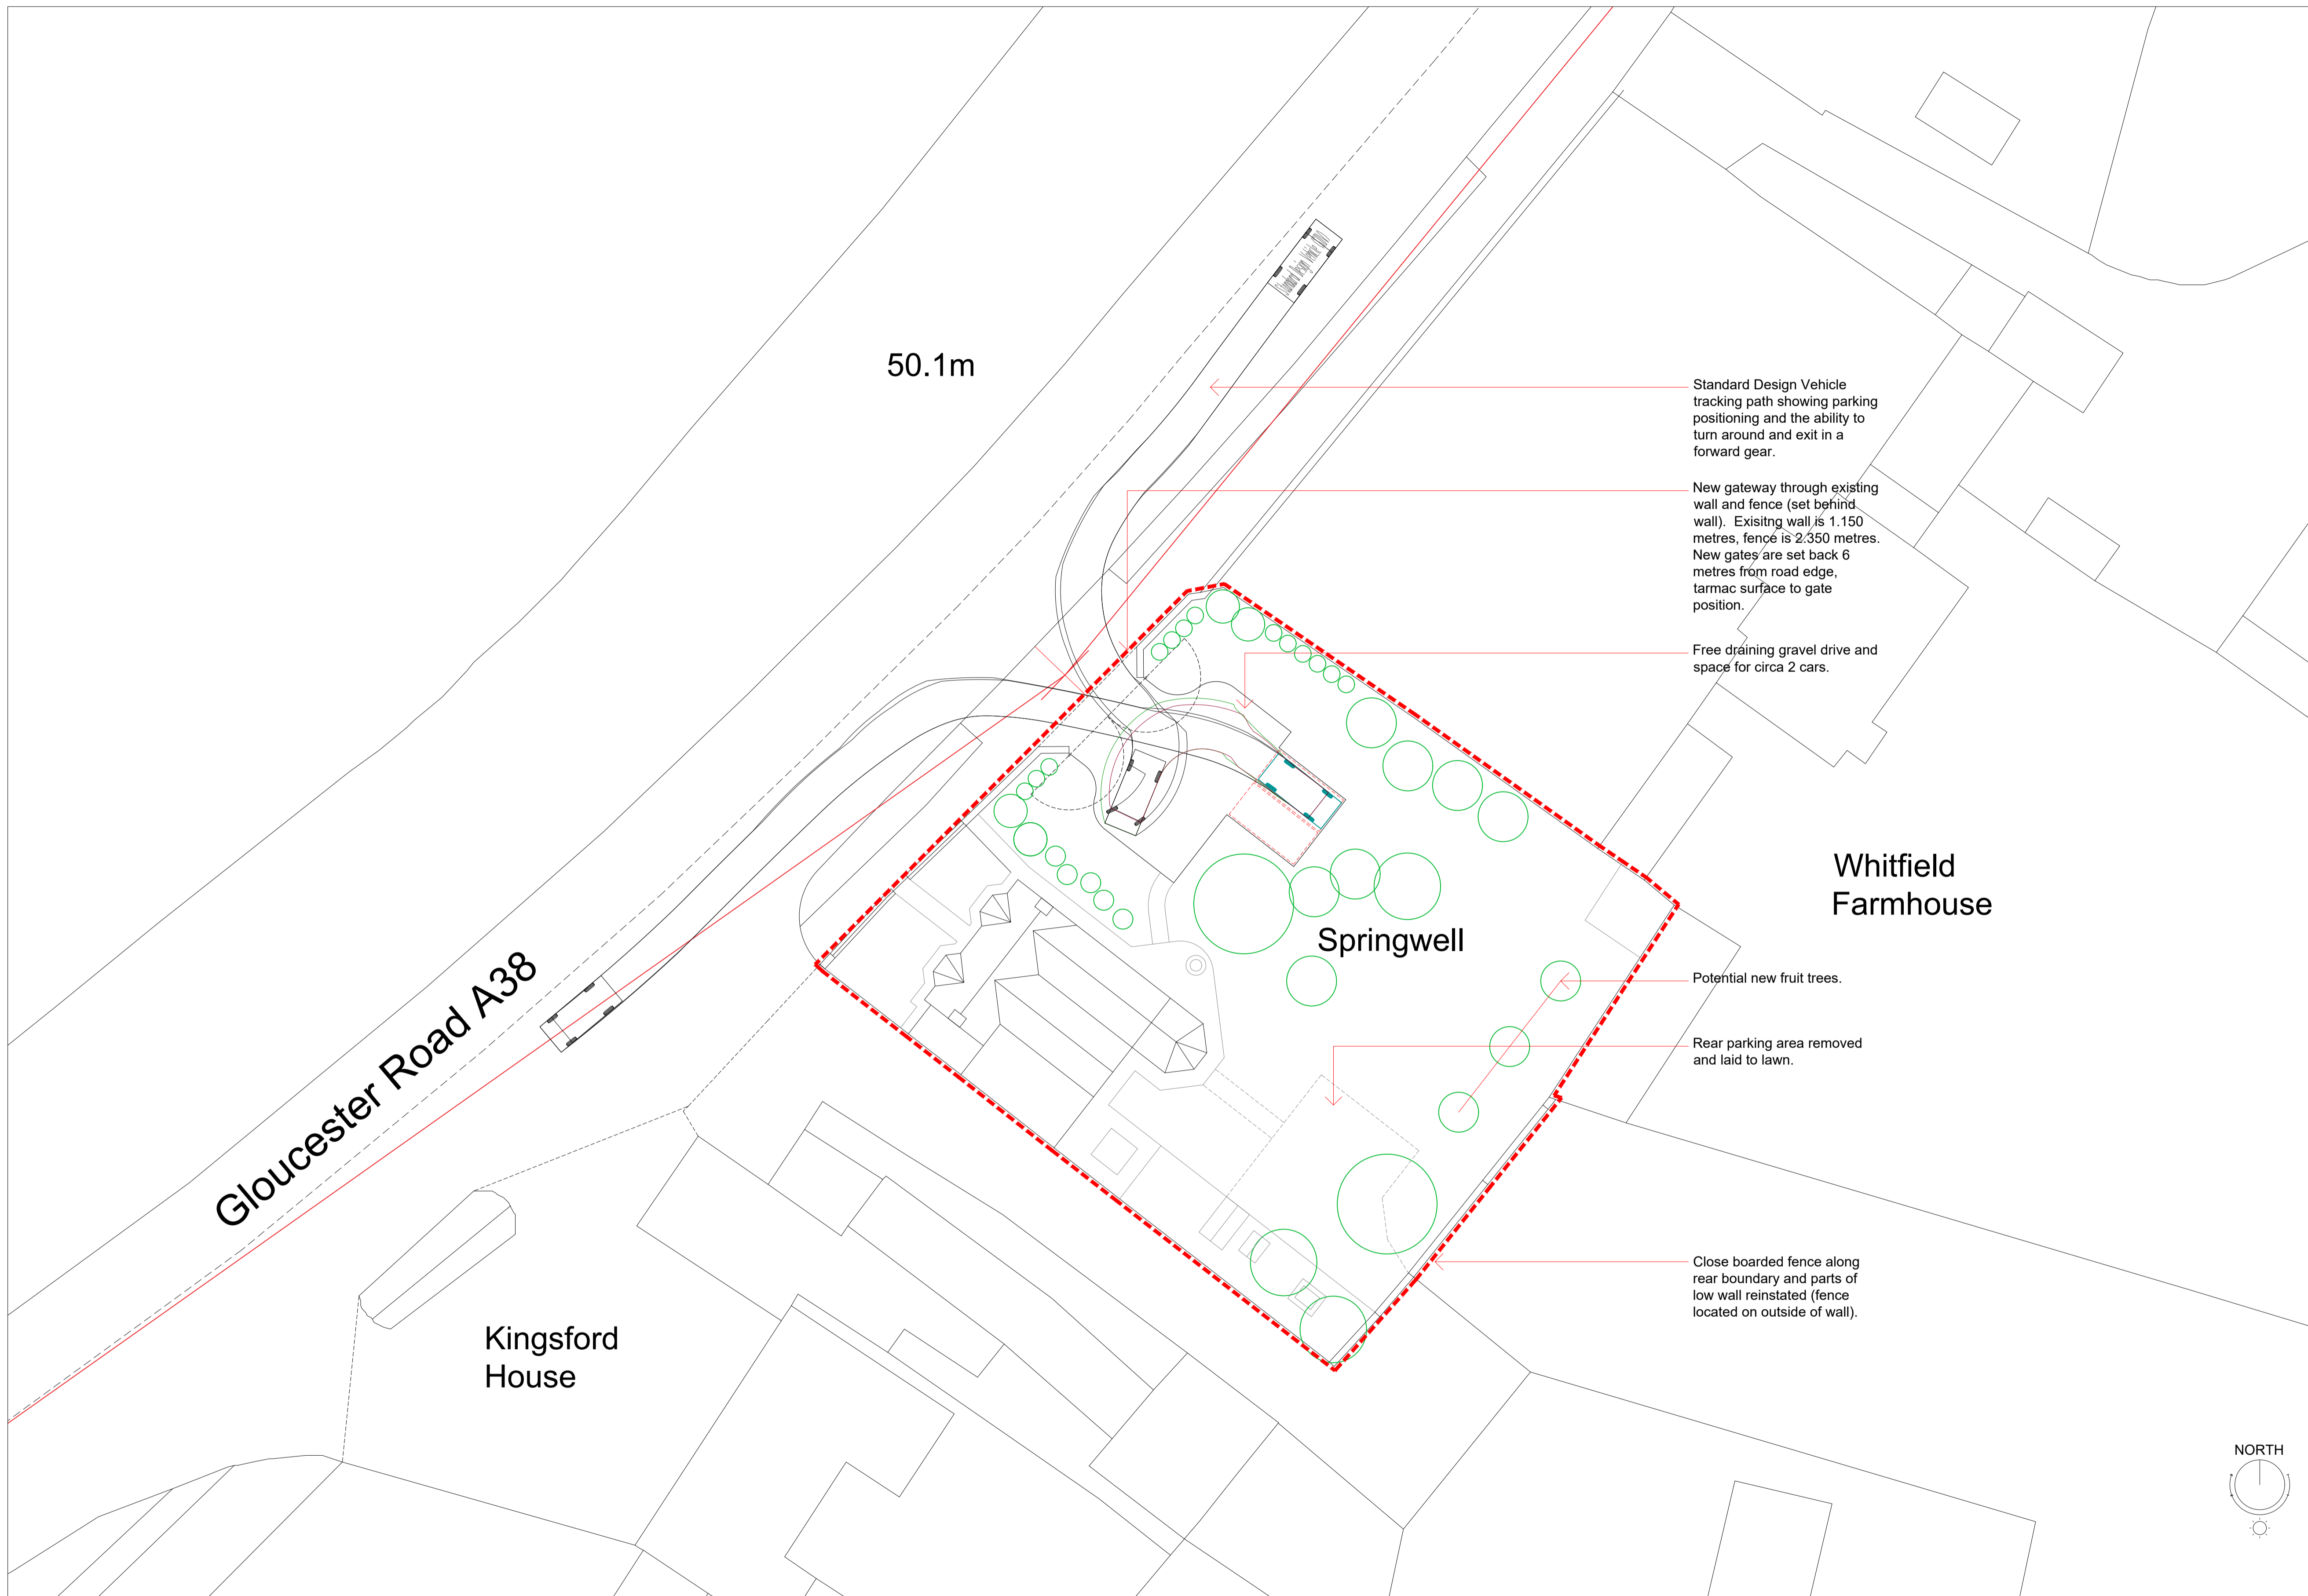 50.1m
Standard Design Vehicle
tracking path showing parking
positioning and the ability to
turn around and exit in a
forward gear.
New gateway through existing
wall and fence (set behind
wall).  Exisitng wall is 1.150
metres, fence is 2.350 metres.
New gates are set back 6
metres from road edge,
tarmac surface to gate
position.
Free draining gravel drive and
space for circa 2 cars.
Whitfield
Farmhouse
Springwell
Potential new fruit trees.
Gloucester Road A38
Rear parking area removed
and laid to lawn.
Close boarded fence along
rear boundary and parts of
low wall reinstated (fence
located on outside of wall).
Kingsford
House
NORTH